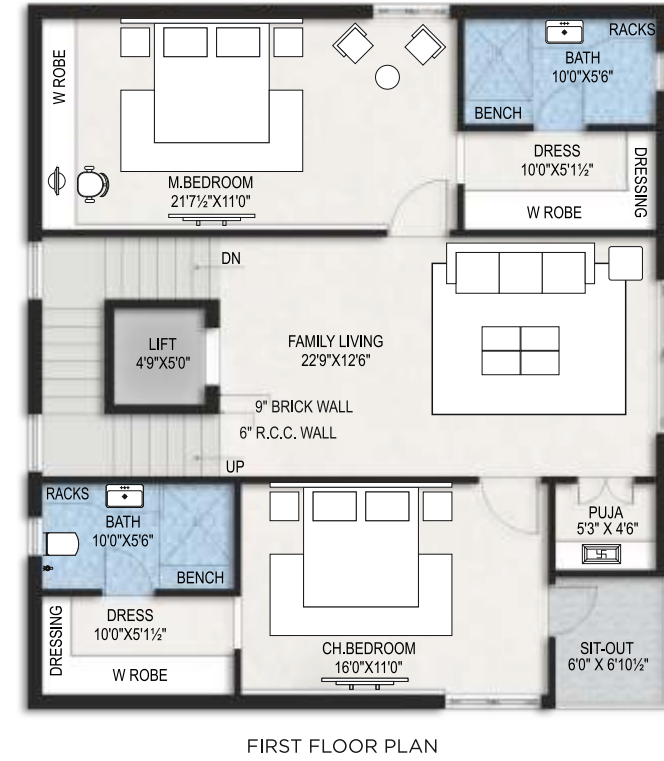 W ROBE
M.BEDROOM
21'7½"X11'0"
RACKS
BATH
10'0"X5'6"
BENCH
DRESS
10'0"X5'1½"
DRESSING
W ROBE
DN
LIFT
4'9"X5'0"
FAMILY LIVING
22'9"X12'6"
9" BRICK WALL
6" R.C.C. WALL
UP
RACKS
BATH
10'0"X5'6"
BENCH
DRESSING
DRESS
10'0"X5'1½"
W ROBE
CH.BEDROOM
16'0"X11'0"
PUJA
5'3" X 4'6"
SIT-OUT
6'0" X 6'10½"
FIRST FLOOR PLAN